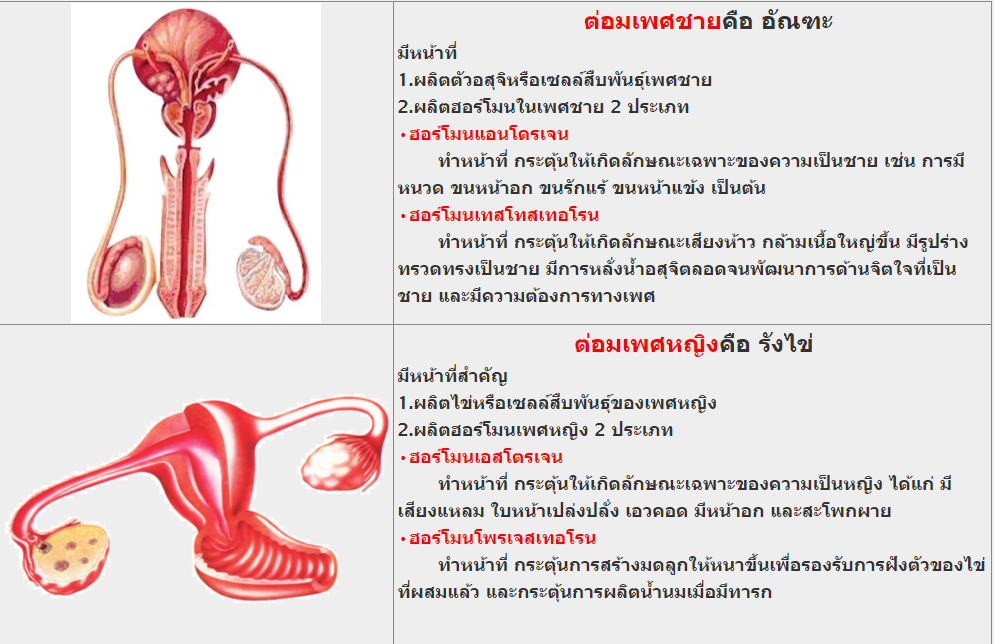 ต่อมเพศชายคือ อัณฑะ
มีหน้าที่
1.ผลิตตัวอสุจิหรือเซลล์สืบพันธุ์เพศชาย
2.ผลิตฮอร์โมนในเพศชาย 2 ประเภท
•ฮอร์โมนแอนโดรเจน
ทำหน้าที่ กระตุ้นให้เกิดลักษณะเฉพาะของความเป็นชาย เช่น การมี
หนวด ขนหน้าอก ขนรักแร้ ขนหน้าแข้ง เป็นต้น
•ฮอร์โมนเทสโทสเทอโรน
ทำหน้าที่ กระตุ้นให้เกิดลักษณะเสียงห้าว กล้ามเนื้อใหญ่ขึ้น มีรูปร่าง
ทรวดทรงเป็นชาย มีการหลั่งน้ำอสุจิตลอดจนพัฒนาการด้านจิตใจที่เป็น
ชาย และมีความต้องการทางเพศ
ต่อมเพศหญิงคือ รังไข่
มีหน้าที่สำคัญ
1.ผลิตไข่หรือเซลล์สืบพันธุ์ของเพศหญิง
2.ผลิตฮอร์โมนเพศหญิง 2 ประเภท
•ฮอร์โมนเอสโตรเจน
ทำหน้าที่ กระตุ้นให้เกิดลักษณะเฉพาะของความเป็นหญิง ได้แก่ มี
เสียงแหลม ใบหน้าเปล่งปลั่ง เอวคอด มีหน้าอก และสะโพกผาย
•ฮอร์โมนโพรเจสเทอโรน
ทำหน้าที่ กระตุ้นการสร้างมดลูกให้หนาขึ้นเพื่อรองรับการฝังตัวของไข่
ที่ผสมแล้ว และกระตุ้นการผลิตน้ำนมเมื่อมีทารก